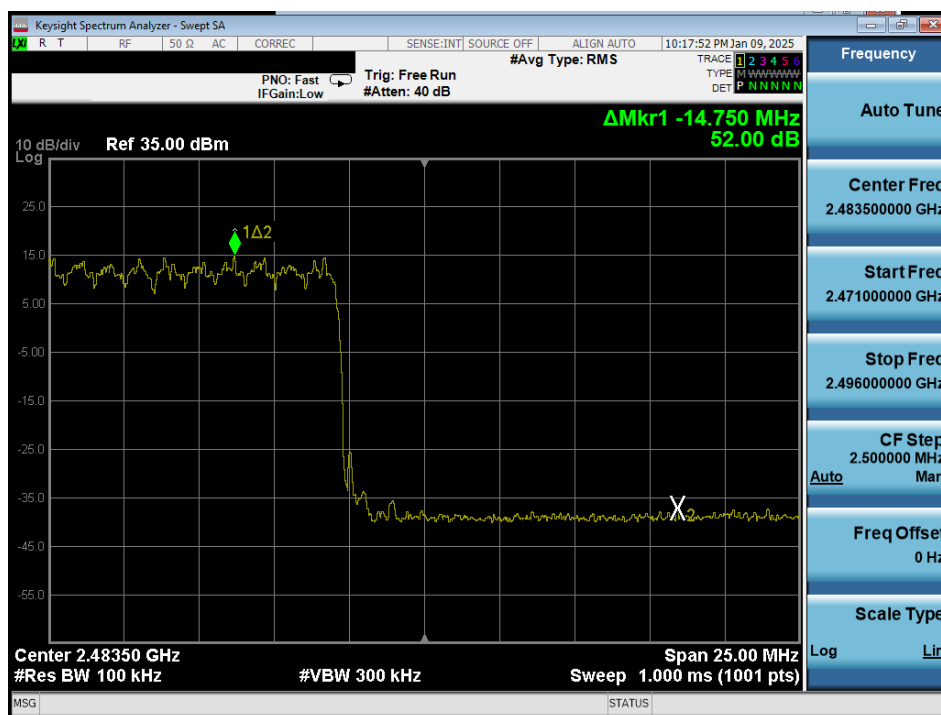 Keysight Spectrum Analyzer - Swept SA
LXI R T RF 50 Ω AC CORREC SENSE:INT SOURCE OFF ALIGN AUTO 10:17:52 PM Jan 09, 2025
#Avg Type: RMS TRACE 1 2 3 4 5 6
PNO: Fast Trig: Free Run TYPE M W W W W W
IFGain:Low #Atten: 40 dB DET P N N N N N
ΔMkr1 -14.750 MHz
52.00 dB
10 dB/div Ref 35.00 dBm
Log
25.0
1Δ2
15.0
5.00
-5.00
-15.0
-25.0
-35.0
X2
-45.0
-55.0
Center 2.48350 GHz Span 25.00 MHz
#Res BW 100 kHz #VBW 300 kHz Sweep 1.000 ms (1001 pts)
MSG STATUS
Frequency
Auto Tune
Center Freq
2.483500000 GHz
Start Freq
2.471000000 GHz
Stop Freq
2.496000000 GHz
CF Step
2.500000 MHz
Auto Man
Freq Offset
0 Hz
Scale Type
Log Lin